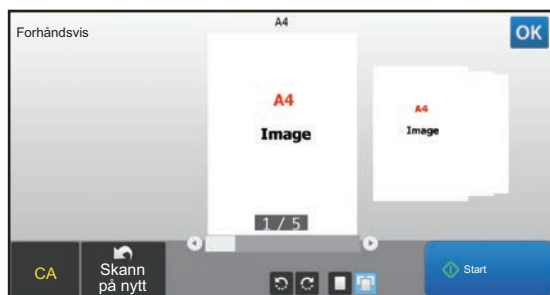 A4
Forhåndsvis
OK
A4
Image
A4
Image
1 / 5
CA
Skann
på nytt
Start